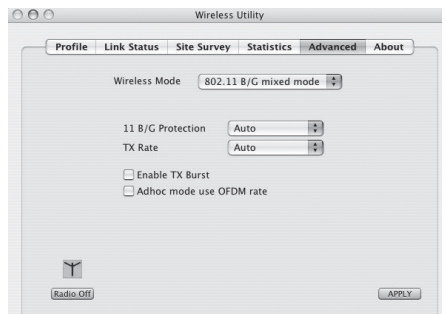 Wireless Utility
Profile Link Status Site Survey Statistics Advanced About
Wireless Mode 802.11 B/G mixed mode
11 B/G Protection Auto
TX Rate Auto
Enable TX Burst
Adhoc mode use OFDM rate
Radio Off APPLY